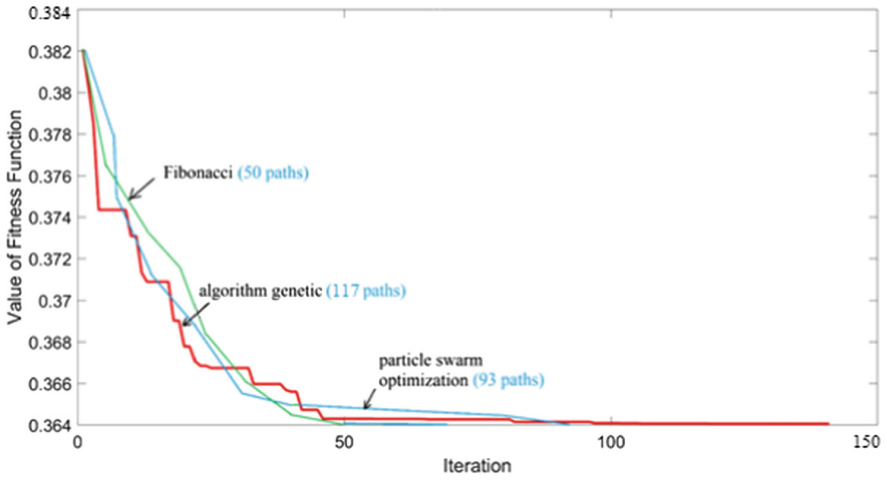 0.384
0.382
0.38
0.378
0.376
0.374
0.372
0.37
0.368
0.366
0.364
Value of Fitness Function
Fibonacci (50 paths)
algorithm genetic (117 paths)
particle swarm
optimization (93 paths)
0
50
100
150
Iteration